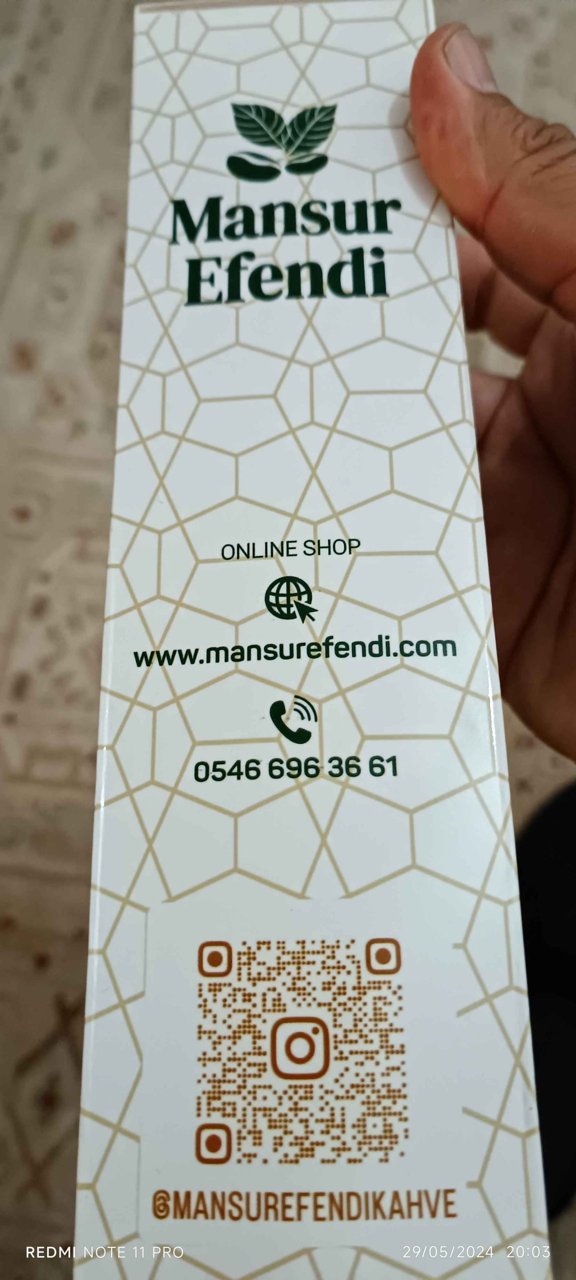 Mansur
Efendi
ONLINE SHOP
www.mansurefendi.com
0546 696 36 61
@MANSUREFENDIKAHVE
REDMI NOTE 11 PRO
29/05/2024 20:03